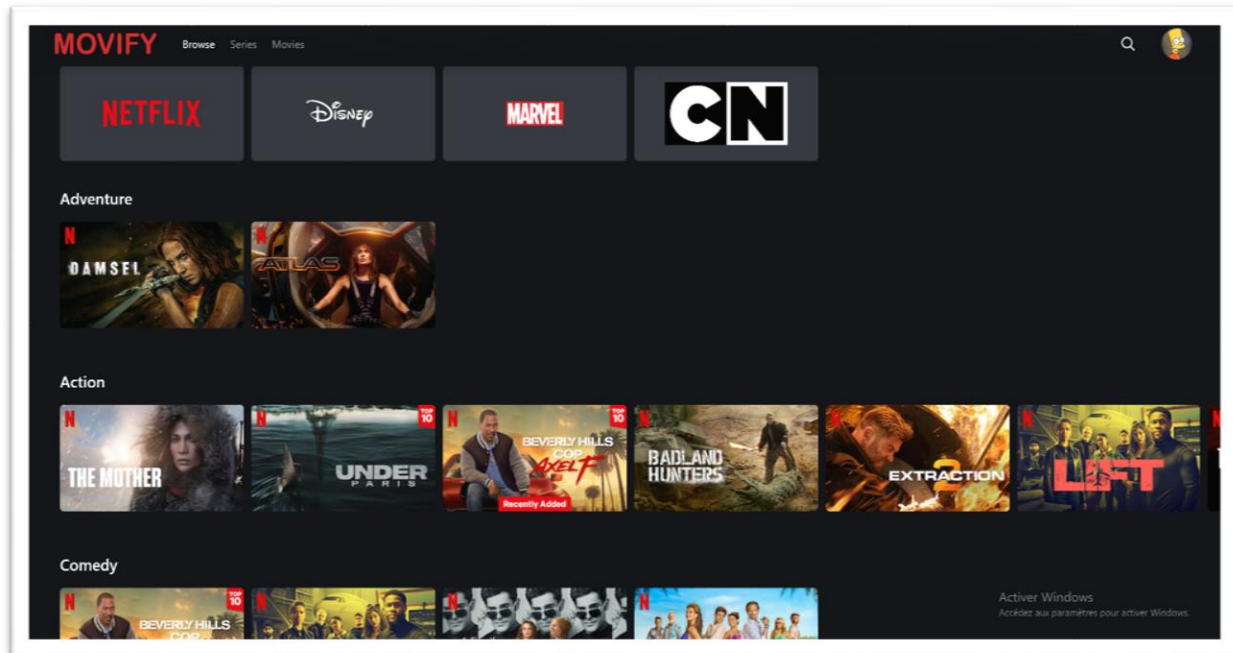 MOVIFY Browse Series Movies
NETFLIX Disney MARVEL CN
Adventure
N DAMSEL
N ATLAS
Action
N THE MOTHER
N TOP 10
UNDER
PARIS
N TOP 10
BEVERLY HILLS
COP
AXEL F
Recently Added
N BADLAND
HUNTERS
N EXTRACTION 2
N LIFT
Comedy
N TOP 10
BEVERLY HILLS
COP
N
N
N
Activer Windows
Accédez aux paramètres pour activer Windows.